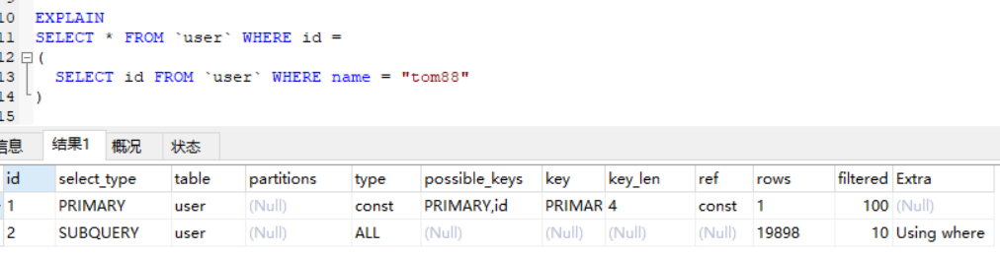 10 EXPLAIN
11 SELECT * FROM `user` WHERE id =
12 (
13 SELECT id FROM `user` WHERE name = "tom88"
14 )
15
信息 结果1 概况 状态
id select_type table partitions type possible_keys key key_len ref rows filtered Extra
1 PRIMARY user (Null) const PRIMARY,id PRIMAR 4 const 1 100 (Null)
2 SUBQUERY user (Null) ALL (Null) (Null) (Null) (Null) 19898 10 Using where